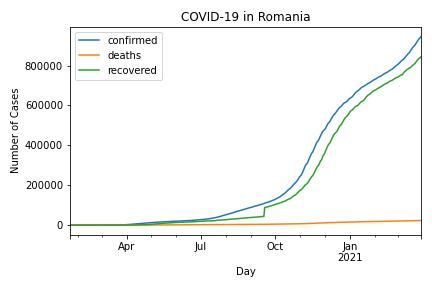 COVID-19 in Romania
confirmed
deaths
recovered
Number of Cases
800000
600000
400000
200000
0
Apr
Jul
Oct
Jan
2021
Day